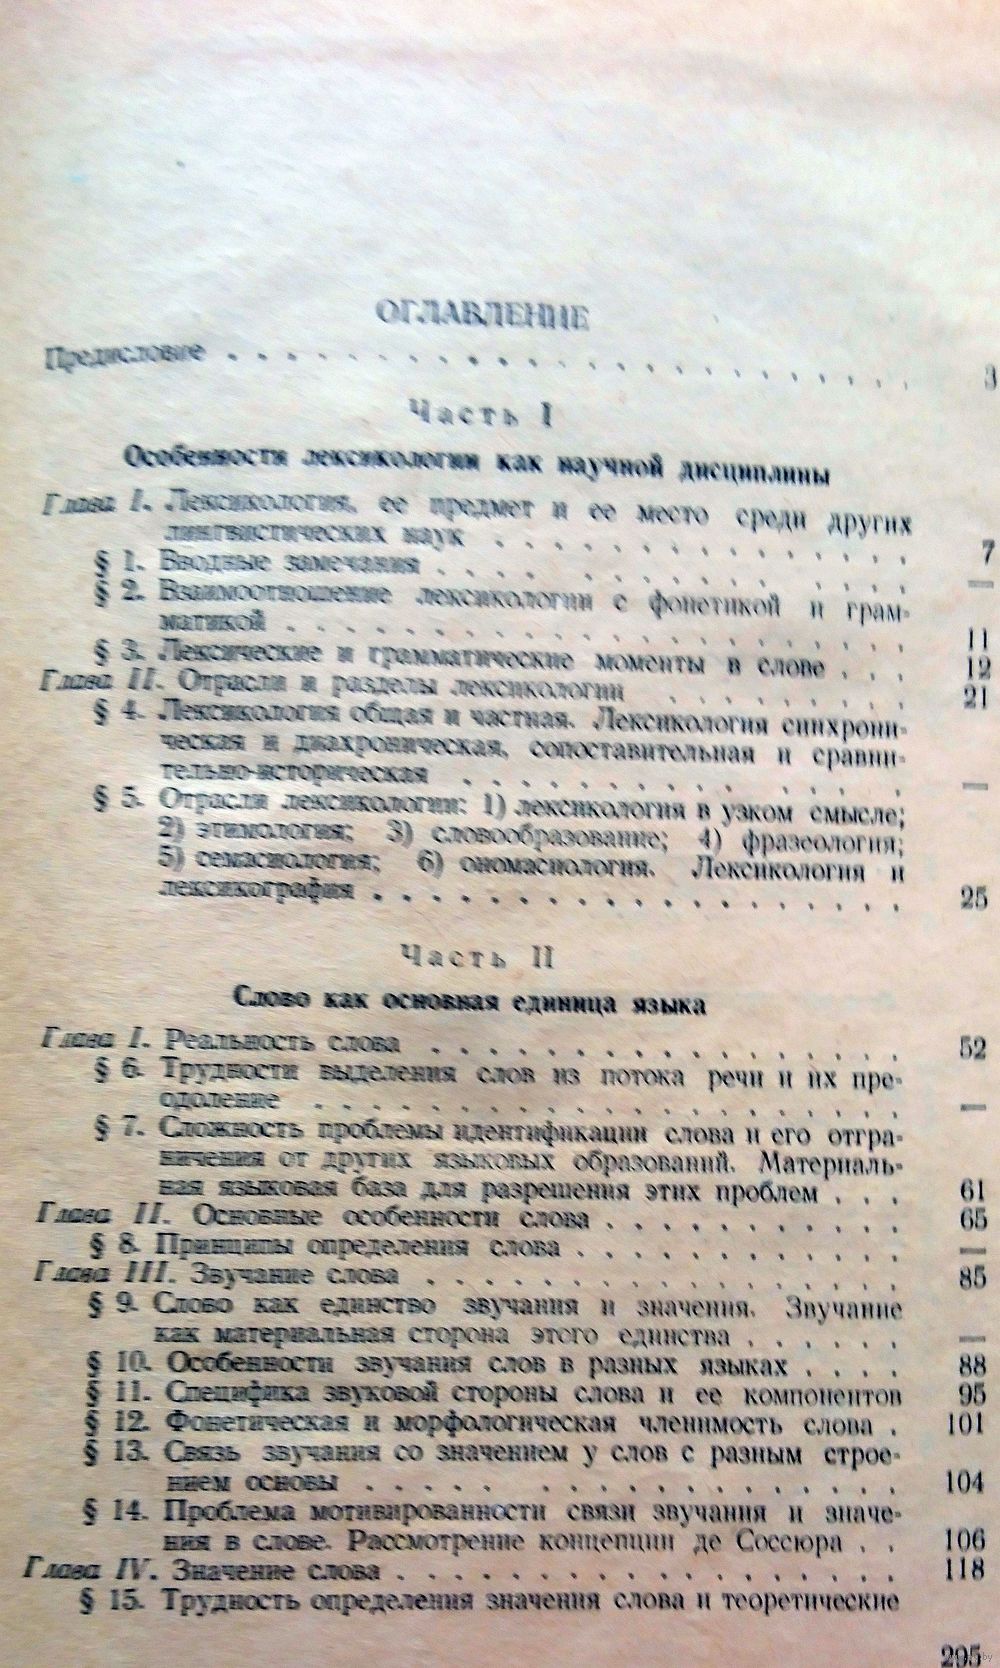 ОГЛАВЛЕНИЕ
Предисловие . . . . . . . . . . . . . . . . . . . . . . . . 3
Часть I
Особенности лексикологии как научной дисциплины
Глава I. Лексикология, ее предмет и ее место среди других
лингвистических наук . . . . . . . . . . . . . . . 7
§ 1. Вводные замечания . . . . . . . . . . . . . . . —
§ 2. Взаимоотношение лексикологии с фонетикой и грам-
матикой . . . . . . . . . . . . . . . . . . . . . . 11
§ 3. Лексические и грамматические моменты в слове . . . 12
Глава II. Отрасли и разделы лексикологии . . . . . . . . . 21
§ 4. Лексикология общая и частная. Лексикология синхрони-
ческая и диахроническая, сопоставительная и сравни-
тельно-историческая . . . . . . . . . . . . . . . —
§ 5. Отрасли лексикологии: 1) лексикология в узком смысле;
2) этимология; 3) словообразование; 4) фразеология;
5) семасиология; 6) ономасиология. Лексикология и
лексикография . . . . . . . . . . . . . . . . . . . 25
Часть II
Слово как основная единица языка
Глава I. Реальность слова . . . . . . . . . . . . . . . . . 52
§ 6. Трудности выделения слов из потока речи и их пре-
одоление . . . . . . . . . . . . . . . . . . . . . —
§ 7. Сложность проблемы идентификации слова и его отгра-
ничения от других языковых образований. Материаль-
ная языковая база для разрешения этих проблем . . . 61
Глава II. Основные особенности слова . . . . . . . . . . . 65
§ 8. Принципы определения слова . . . . . . . . . . . . —
Глава III. Звучание слова . . . . . . . . . . . . . . . . . 85
§ 9. Слово как единство звучания и значения. Звучание
как материальная сторона этого единства . . . . . . —
§ 10. Особенности звучания слов в разных языках . . . . 88
§ 11. Специфика звуковой стороны слова и ее компонентов 95
§ 12. Фонетическая и морфологическая членимость слова . 101
§ 13. Связь звучания со значением у слов с разным строе-
нием основы . . . . . . . . . . . . . . . . . . . 104
§ 14. Проблема мотивированности связи звучания и значе-
ния в слове. Рассмотрение концепции де Соссюра . . 106
Глава IV. Значение слова . . . . . . . . . . . . . . . . . . 118
§ 15. Трудность определения значения слова и теоретические
295